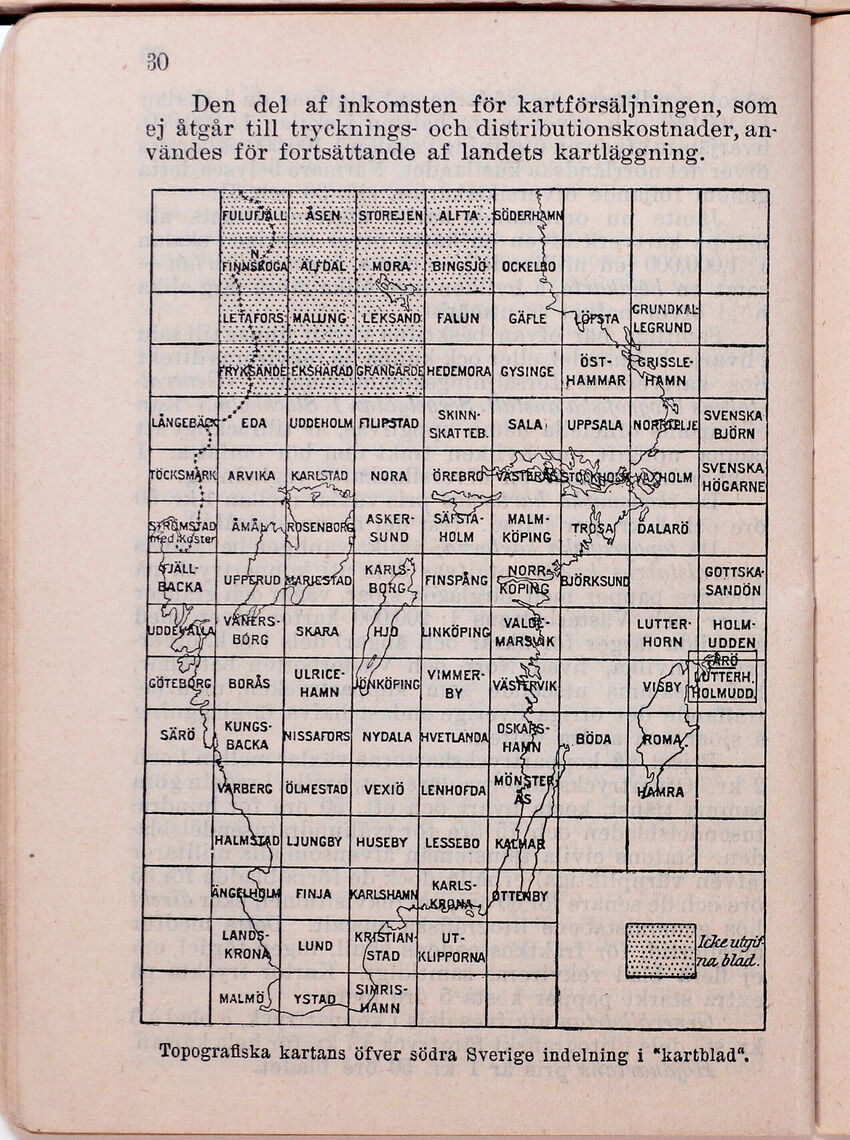 30
Den del af inkomsten för kartförsäljningen, som
ej åtgår till trycknings- och distributionskostnader, an-
vändes för fortsättande af landets kartläggning.
FULUFJÄLL ÅSEN STOREJEN ALFTA SÖDERHAMN
N. FINNSKOGA ÄLFDAL MORA BINGSJÖ OCKELBO
LETAFORS MALUNG LEKSAND FALUN GÄFLE LÖFSTA GRUNDKAL-
LEGRUND
FRYKSÄNDE EKSHÄRAD GRANGÄRDE HEDEMORA GYSINGE ÖST-
HAMMAR GRISSLE-
HAMN
LÅNGEBÄCK EDA UDDEHOLM FILIPSTAD SKINN-
SKATTEB. SALA UPPSALA NORRTELJE SVENSKA
BJÖRN
TÖCKSMARK ARVIKA KARLSTAD NORA ÖREBRO VÄSTERÅS STOCKHOLM VAXHOLM SVENSKA
HÖGARNE
STRÖMSTAD
med Koster ÅMÅL ROSENBORG ASKER-
SUND SÄFSTA-
HOLM MALM-
KÖPING TROSA DALARÖ
FJÄLL-
BACKA UPPERUD MARIESTAD KARLS-
BORG FINSPÅNG NORR-
KÖPING BJÖRKSUND GOTTSKA-
SANDÖN
UDDEVALLA VÄNERS-
BORG SKARA HJO LINKÖPING VALDE-
MARSVIK LUTTER-
HORN HOLM-
UDDEN
GÖTEBORG BORÅS ULRICE-
HAMN JÖNKÖPING VIMMER-
BY VÄSTERVIK VISBY FÅRÖ
LUTTERH.
HOLMUDD.
SÄRÖ KUNGS-
BACKA NISSAFORS NYDALA HVETLANDA OSKARS-
HAMN BÖDA ROMA
VARBERG ÖLMESTAD VEXIÖ LENHOFDA MÖNSTER
ÅS HAMRA
HALMSTAD LJUNGBY HUSEBY LESSEBO KALMAR
ÄNGELHOLM FINJA KARLSHAMN KARLS-
KRONA OTTENBY
LANDS-
KRONA LUND KRISTIAN-
STAD UT-
KLIPPORNA
MALMÖ YSTAD SIMRIS-
HAMN
Icke utgif-
na blad.
Topografiska kartans öfver södra Sverige indelning i "kartblad".